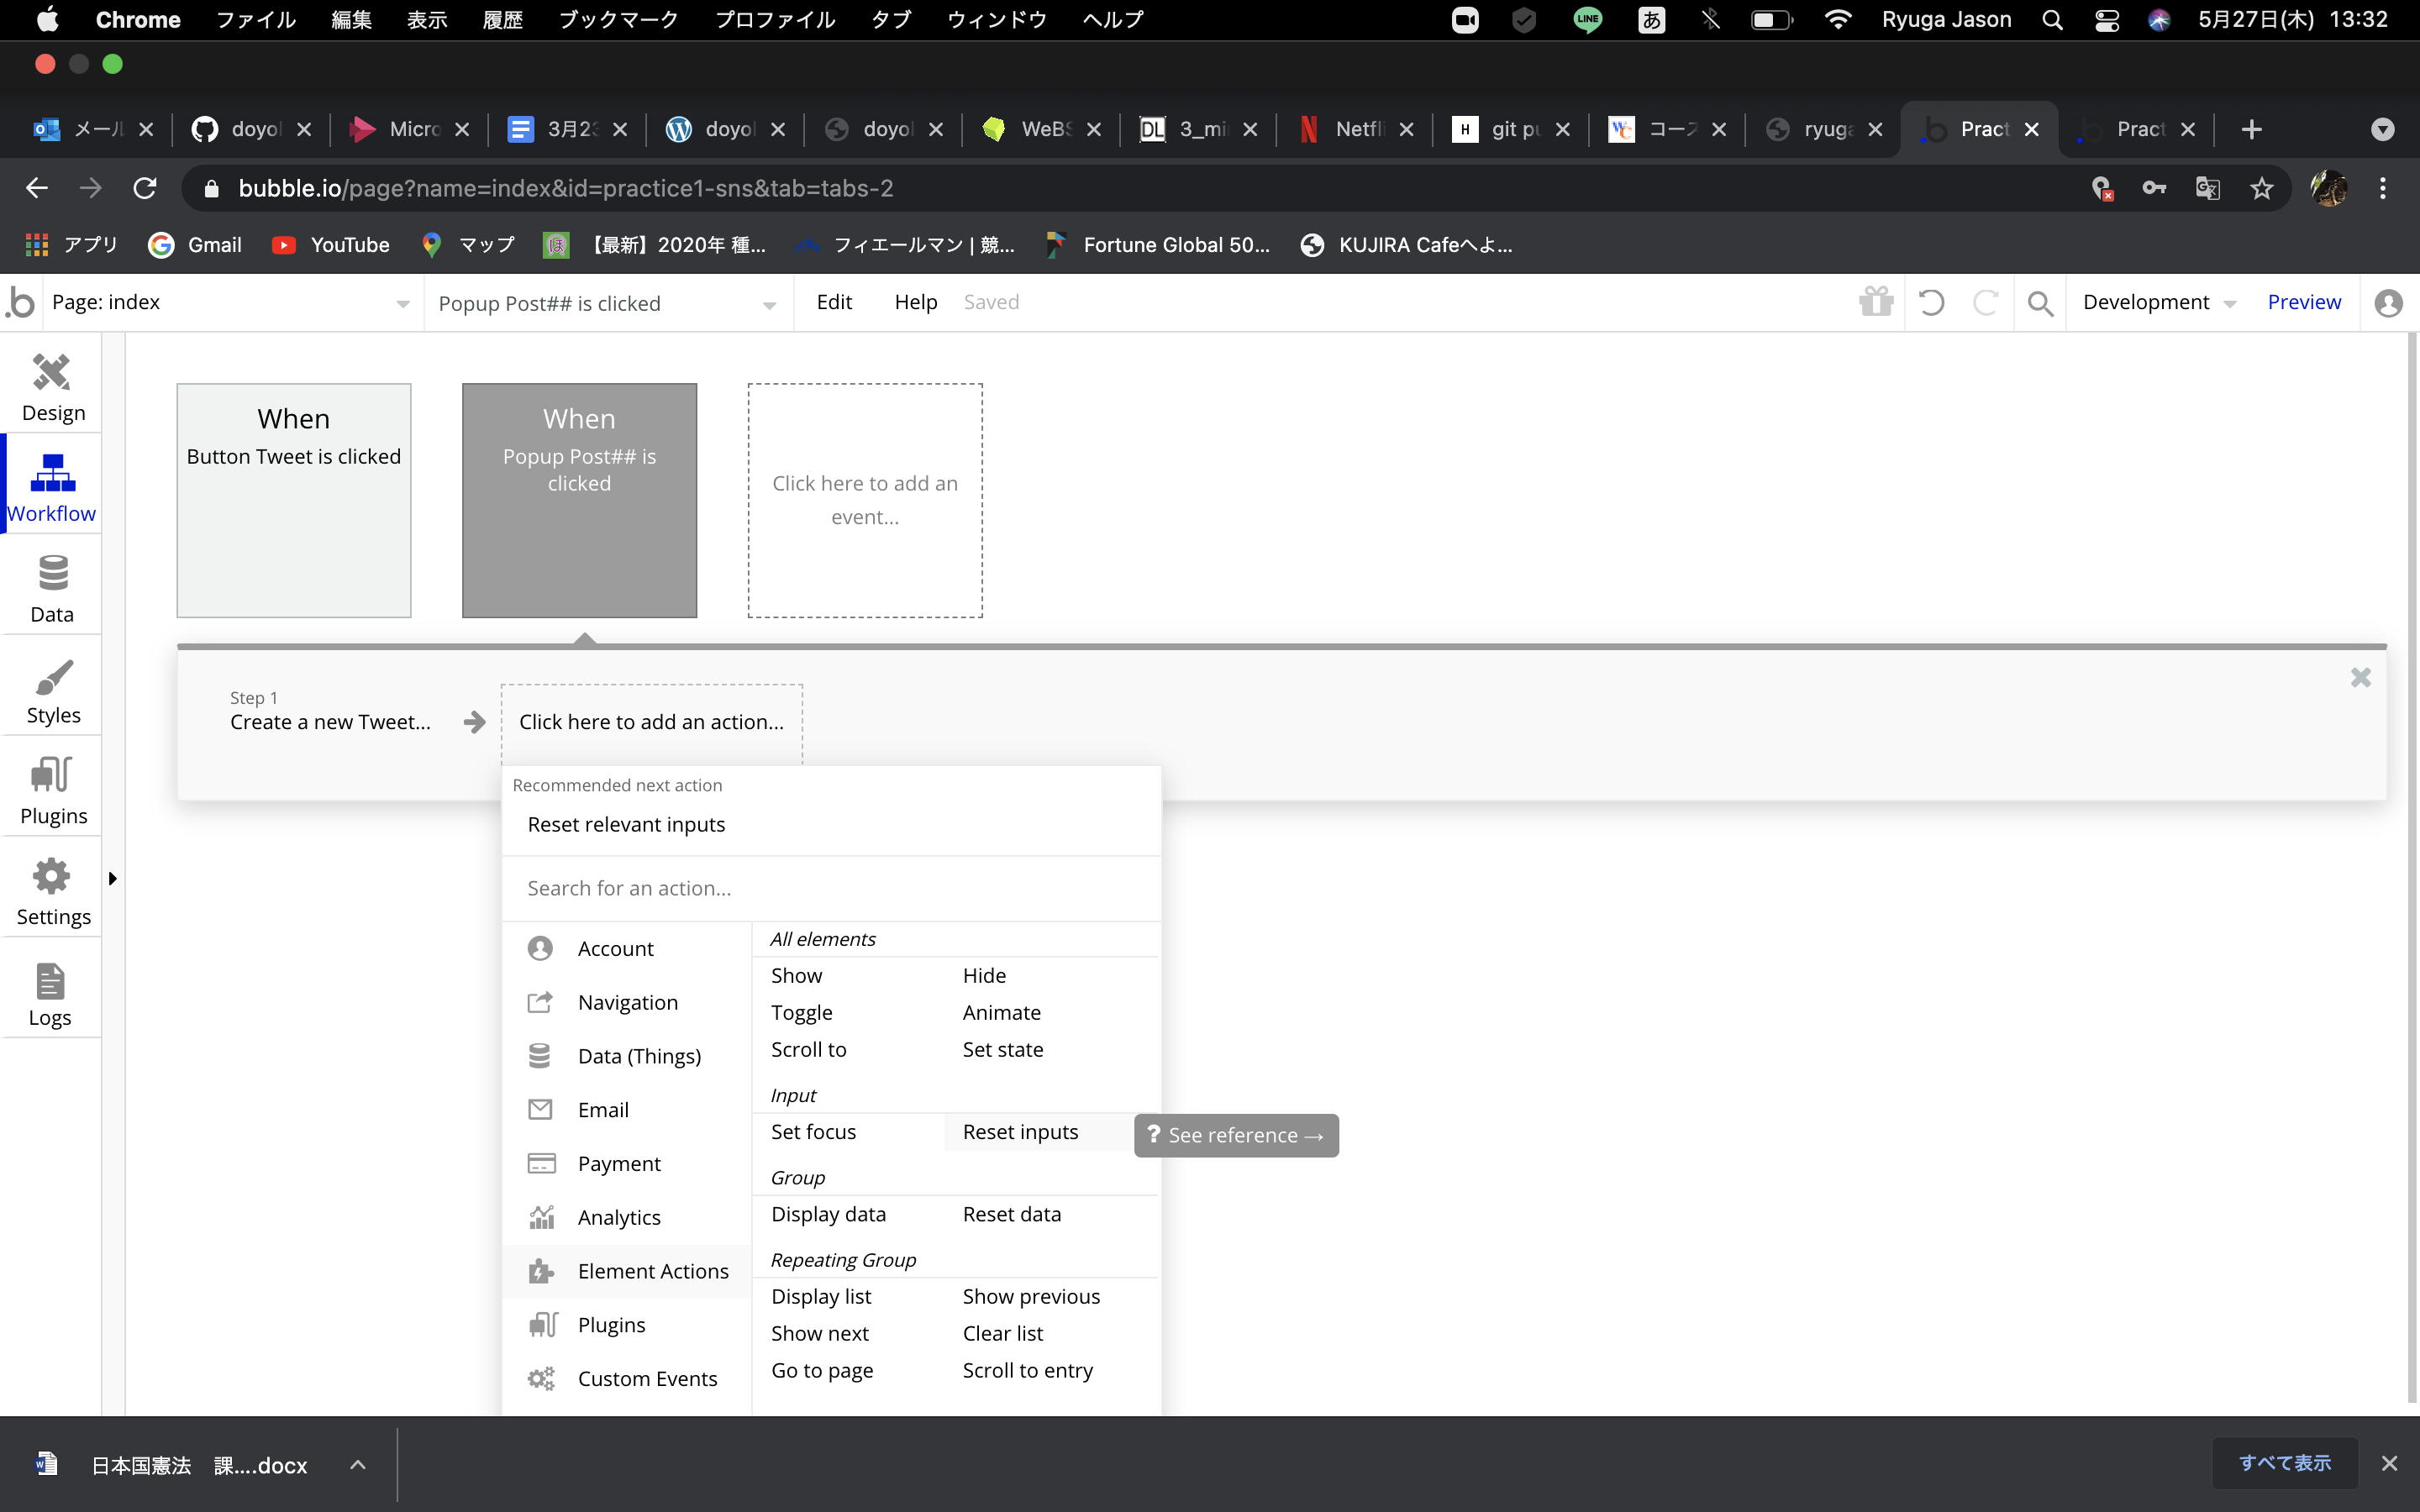 Chrome ファイル 編集 表示 履歴 ブックマーク プロファイル タブ ウィンドウ ヘルプ LINE あ Ryuga Jason 5月27日(木) 13:32
メール doyol Micro 3月23 doyol doyol WeBS DL 3_mi Netfli H git pu コース ryuga Pract Pract
bubble.io/page?name=index&id=practice1-sns&tab=tabs-2
アプリ Gmail YouTube マップ 【最新】2020年 種... フィエールマン | 競... Fortune Global 50... KUJIRA Cafeへよ...
Page: index Popup Post## is clicked Edit Help Saved Development Preview
Design
Workflow
Data
Styles
Plugins
Settings
Logs
When
Button Tweet is clicked
When
Popup Post## is
clicked
Click here to add an
event...
Step 1
Create a new Tweet...
Click here to add an action...
Recommended next action
Reset relevant inputs
Search for an action...
Account
Navigation
Data (Things)
Email
Payment
Analytics
Element Actions
Plugins
Custom Events
All elements
Show Hide
Toggle Animate
Scroll to Set state
Input
Set focus Reset inputs
? See reference →
Group
Display data Reset data
Repeating Group
Display list Show previous
Show next Clear list
Go to page Scroll to entry
日本国憲法 課....docx すべて表示